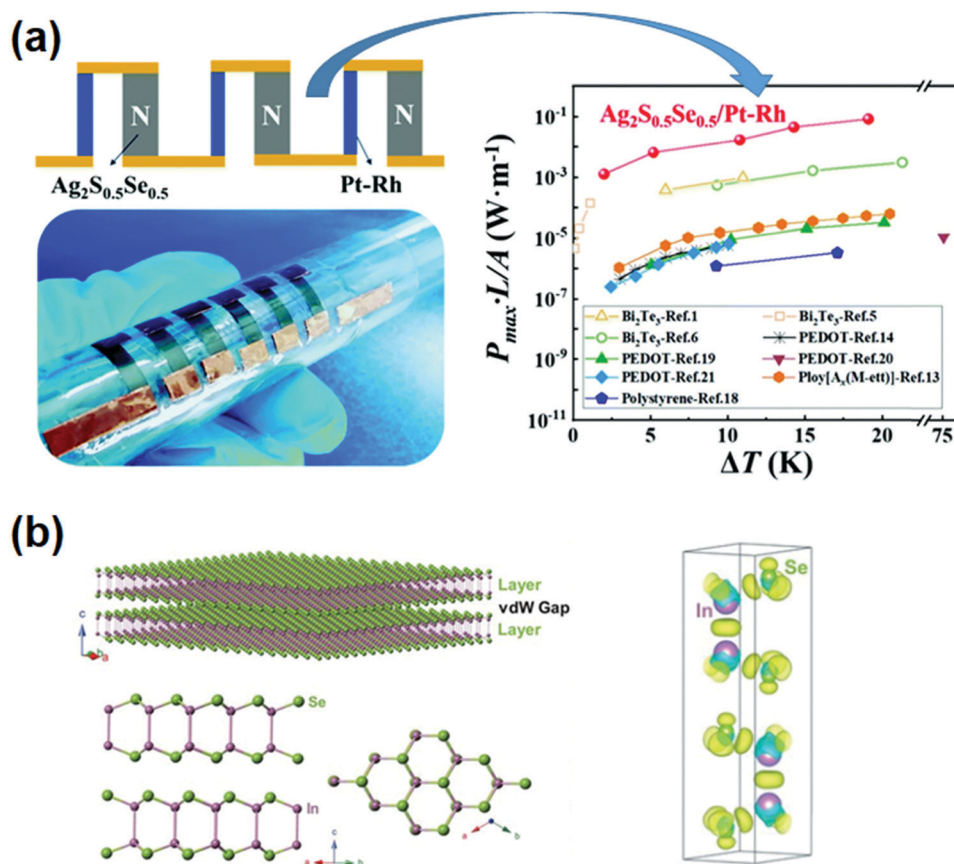 (a)
N
N
N
Ag₂S₀.₅Se₀.₅
Pt-Rh
Ag₂S₀.₅Se₀.₅/Pt-Rh
Pmax·L/A (W·m⁻¹)
10⁻¹
10⁻³
10⁻⁵
10⁻⁷
10⁻⁹
10⁻¹¹
Bi₂Te₃-Ref.1
Bi₂Te₃-Ref.5
Bi₂Te₃-Ref.6
PEDOT-Ref.14
PEDOT-Ref.19
PEDOT-Ref.20
PEDOT-Ref.21
Ploy[Aₓ(M-ett)]-Ref.13
Polystyrene-Ref.18
0 5 10 15 20 75
ΔT (K)
(b)
Layer
vdW Gap
Layer
c
b
a
Se
In
c
a b
a b
Se
In